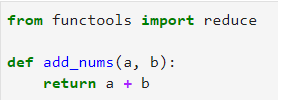 from functools import reduce
def add_nums(a, b):
    return a + b